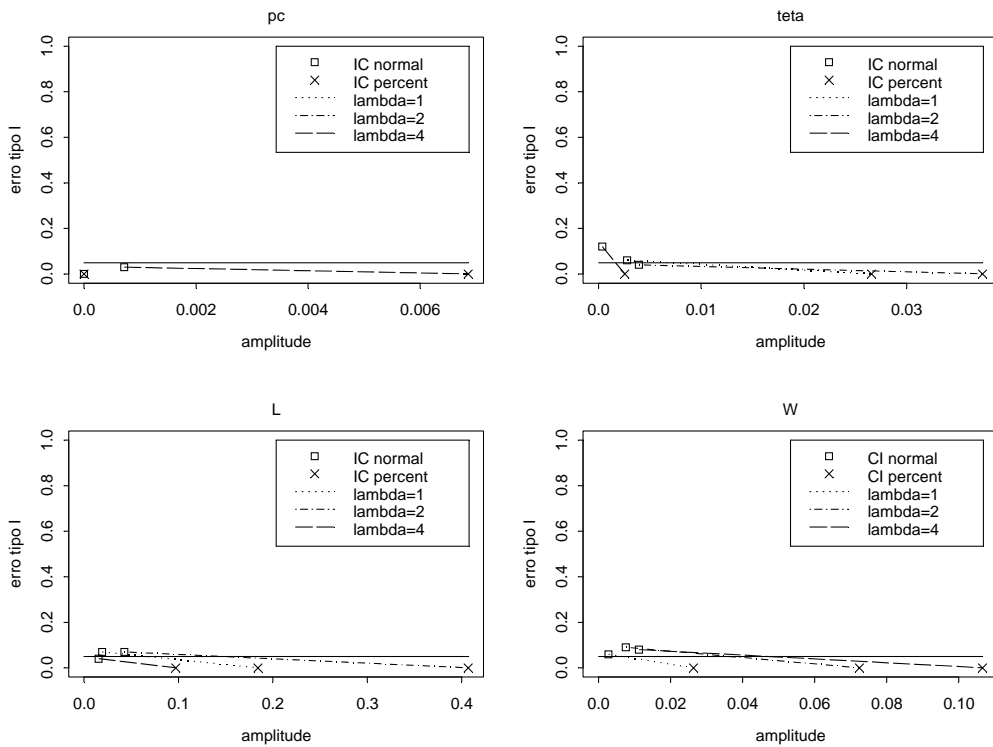 pc
erro tipo I
1.0
0.8
0.6
0.4
0.2
0.0
IC normal
IC percent
lambda=1
lambda=2
lambda=4
0.0 0.002 0.004 0.006
amplitude
teta
erro tipo I
1.0
0.8
0.6
0.4
0.2
0.0
IC normal
IC percent
lambda=1
lambda=2
lambda=4
0.0 0.01 0.02 0.03
amplitude
L
erro tipo I
1.0
0.8
0.6
0.4
0.2
0.0
IC normal
IC percent
lambda=1
lambda=2
lambda=4
0.0 0.1 0.2 0.3 0.4
amplitude
W
erro tipo I
1.0
0.8
0.6
0.4
0.2
0.0
CI normal
CI percent
lambda=1
lambda=2
lambda=4
0.0 0.02 0.04 0.06 0.08 0.10
amplitude